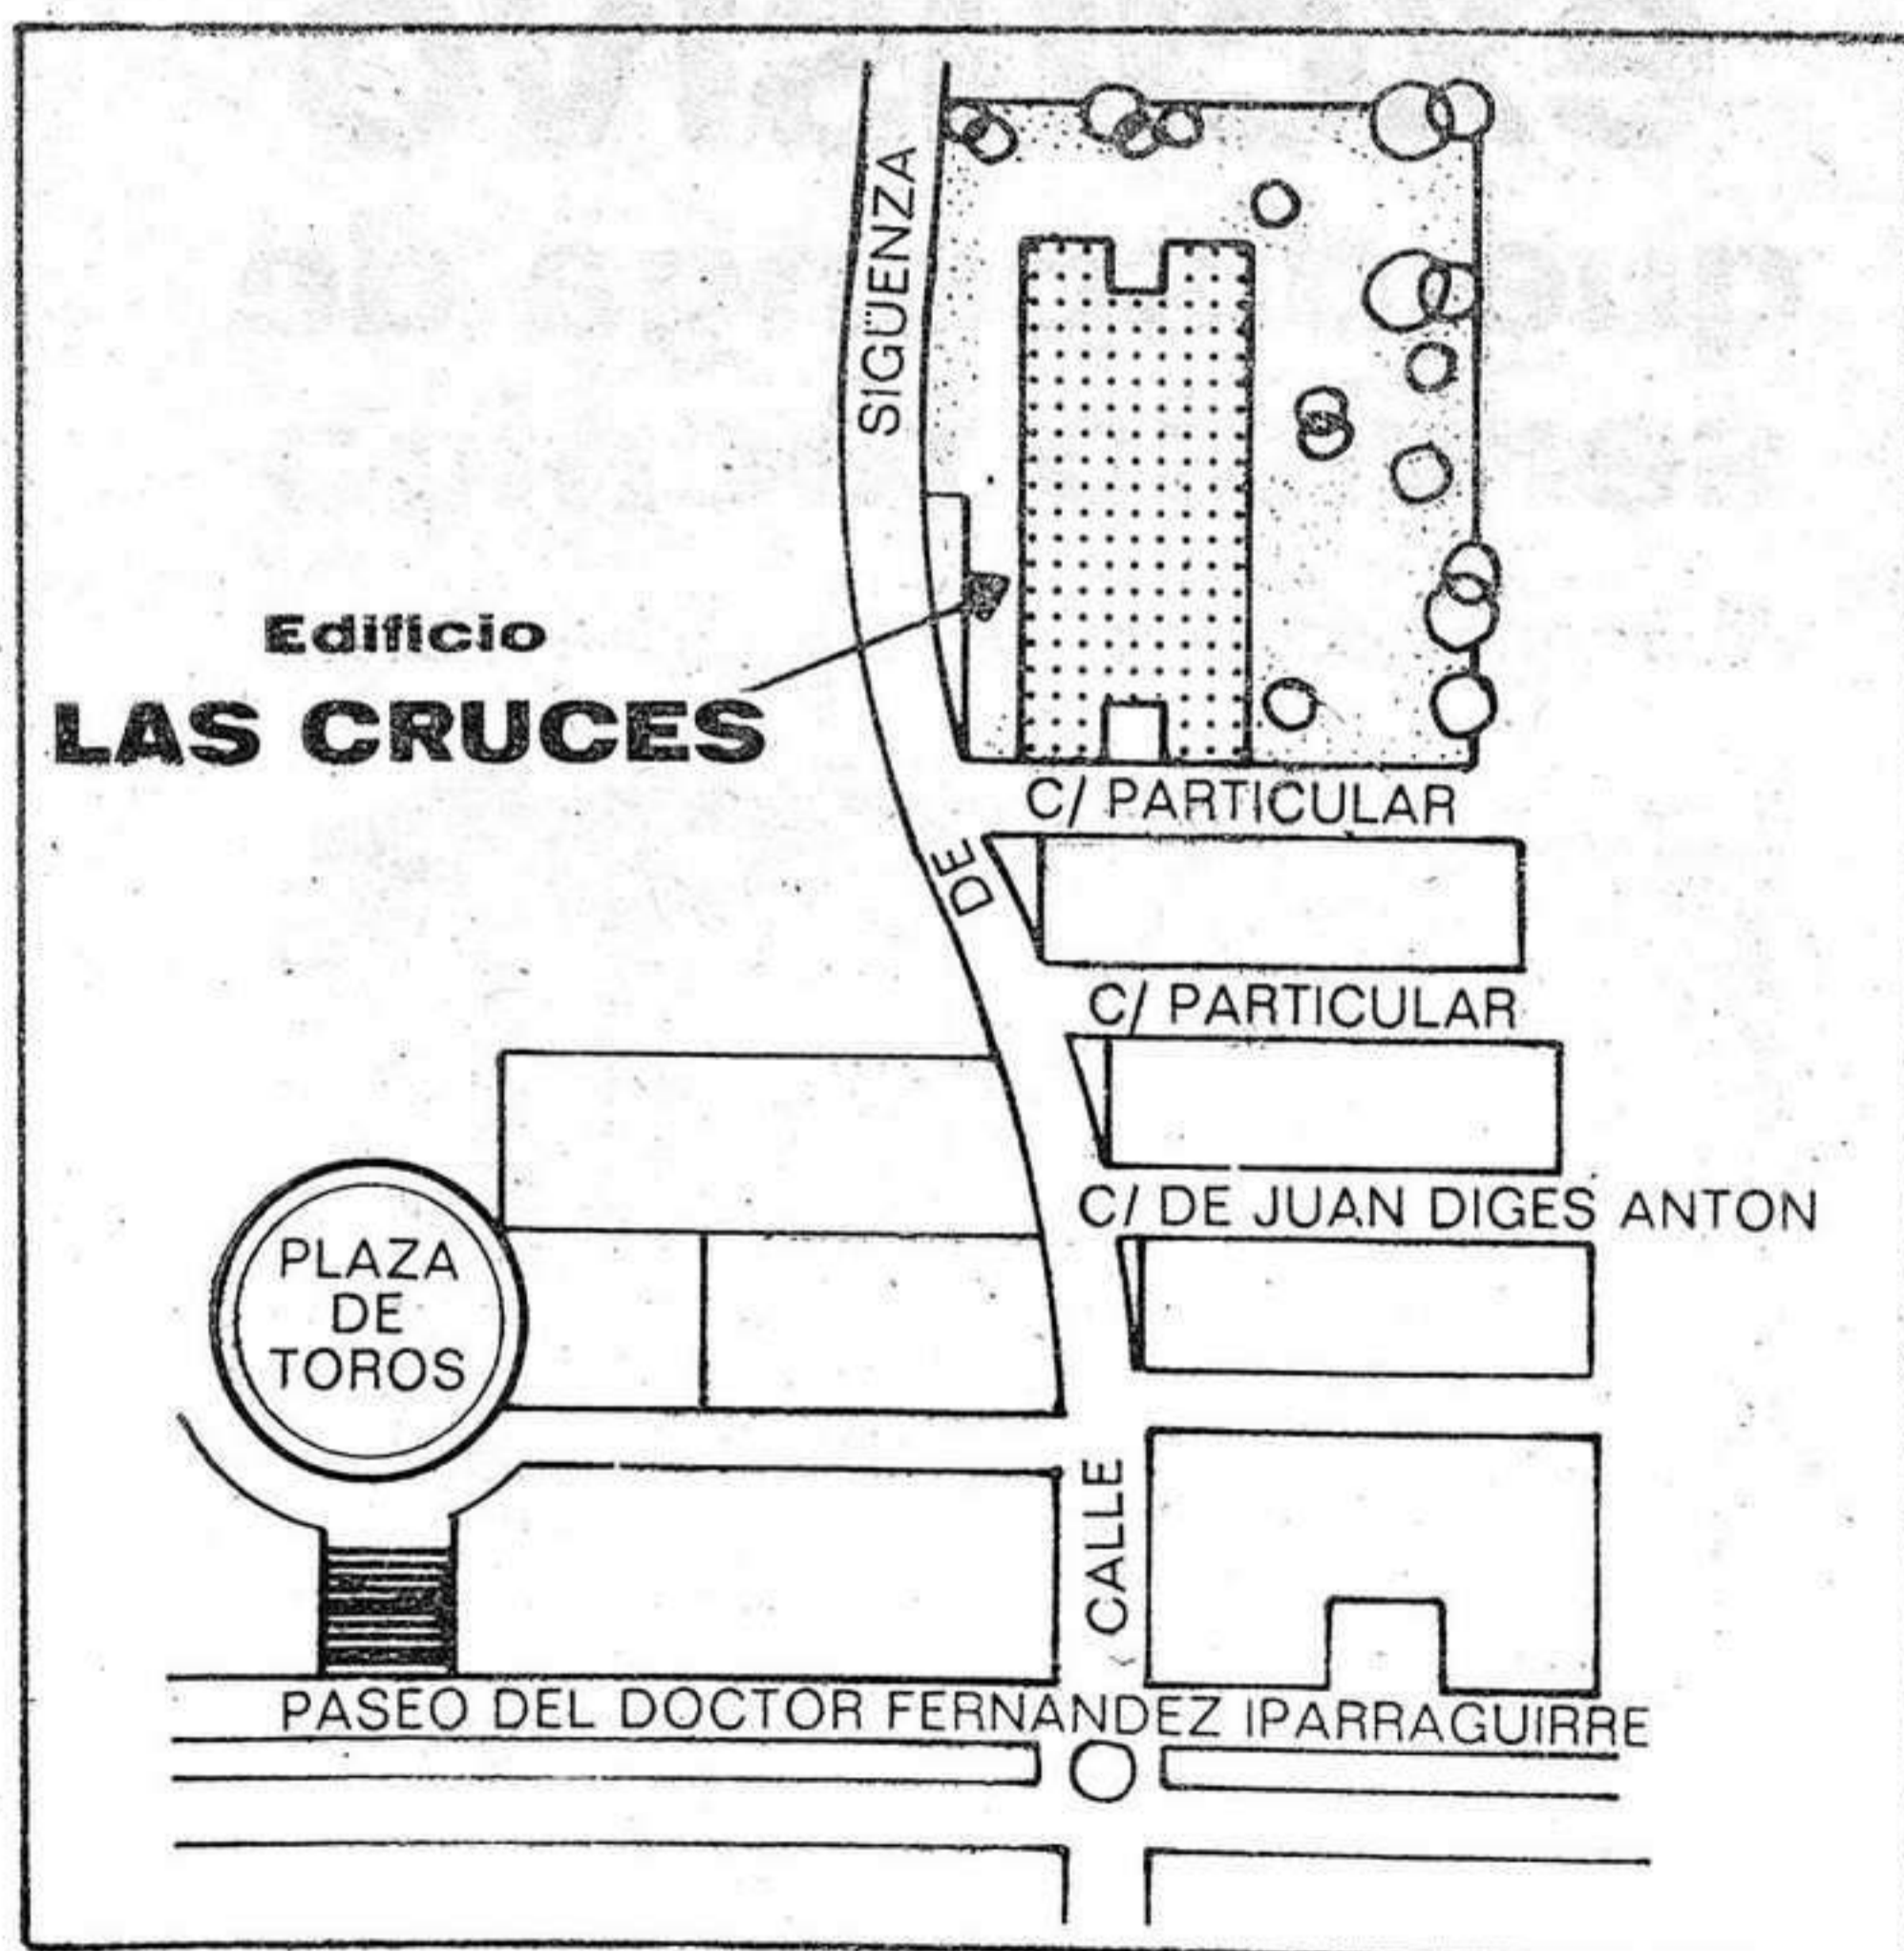 SIGÜENZA
Edificio
LAS CRUCES
C/ PARTICULAR
DE
C/ PARTICULAR
C/ DE JUAN DIGES ANTON
PLAZA
DE
TOROS
CALLE
PASEO DEL DOCTOR FERNANDEZ IPARRAGUIRRE